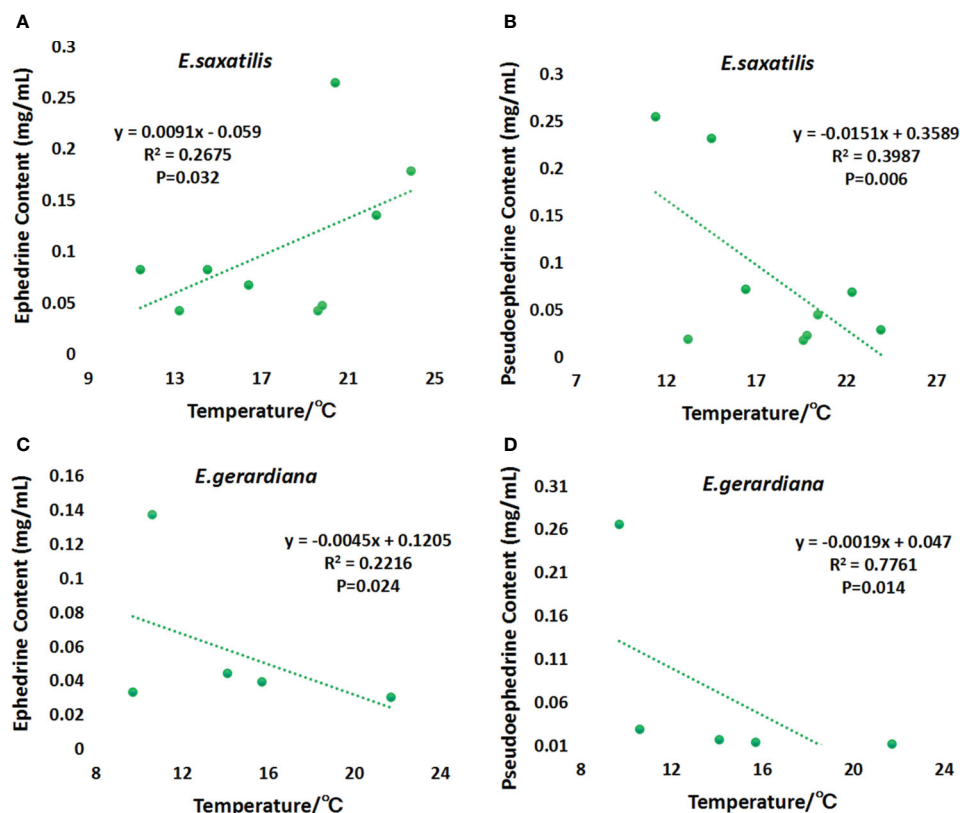 A
E.saxatilis
Ephedrine Content (mg/mL)
0.3
0.25
0.2
0.15
0.1
0.05
0
y = 0.0091x - 0.059
R² = 0.2675
P=0.032
9 13 17 21 25
Temperature/°C
B
E.saxatilis
Pseudoephedrine Content (mg/mL)
0.3
0.25
0.2
0.15
0.1
0.05
0
y = -0.0151x + 0.3589
R² = 0.3987
P=0.006
7 12 17 22 27
Temperature/°C
C
E.gerardiana
Ephedrine Content (mg/mL)
0.16
0.14
0.12
0.1
0.08
0.06
0.04
0.02
0
y = -0.0045x + 0.1205
R² = 0.2216
P=0.024
8 12 16 20 24
Temperature/°C
D
E.gerardiana
Pseudoephedrine Content (mg/mL)
0.31
0.26
0.21
0.16
0.11
0.06
0.01
y = -0.0019x + 0.047
R² = 0.7761
P=0.014
8 12 16 20 24
Temperature/°C